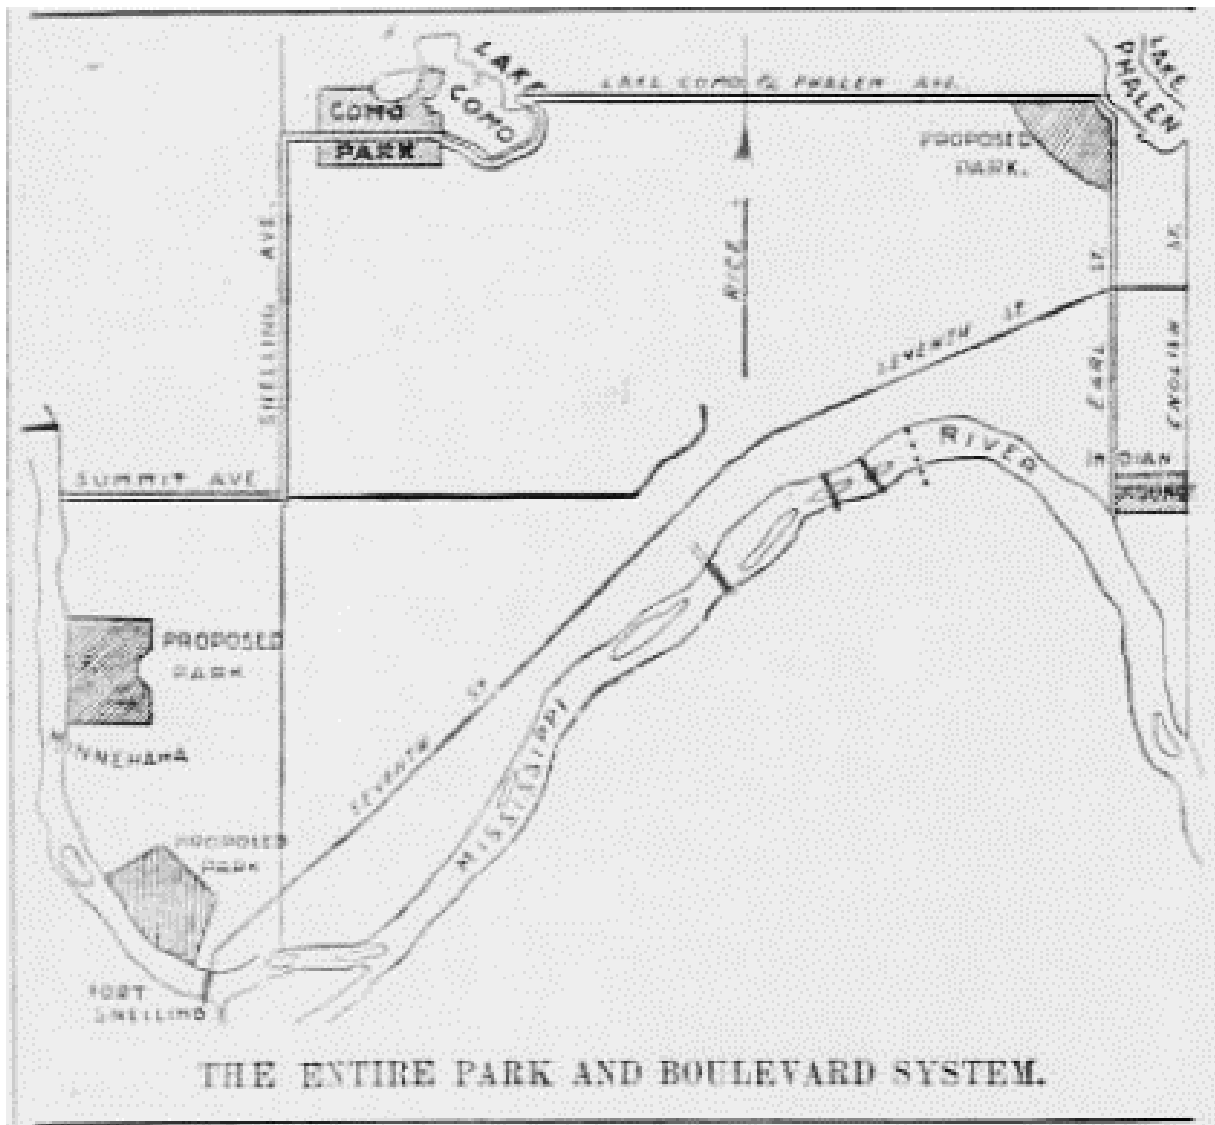 LAKE
COMO
LAKE COMO & PHALEN AVE.
LAKE
PHALEN
COMO
PARK
PROPOSED
PARK.
SNELLING AVE.
RICE
ST.
EARL
ST.
SEVENTH ST.
RIVER
INDIAN
MOUNDS
SUMMIT AVE
PROPOSED
PARK
MINNEHAHA
SEVENTH ST.
MISSISSIPPI
PROPOSED
PARK
FORT
SNELLING
THE ENTIRE PARK AND BOULEVARD SYSTEM.